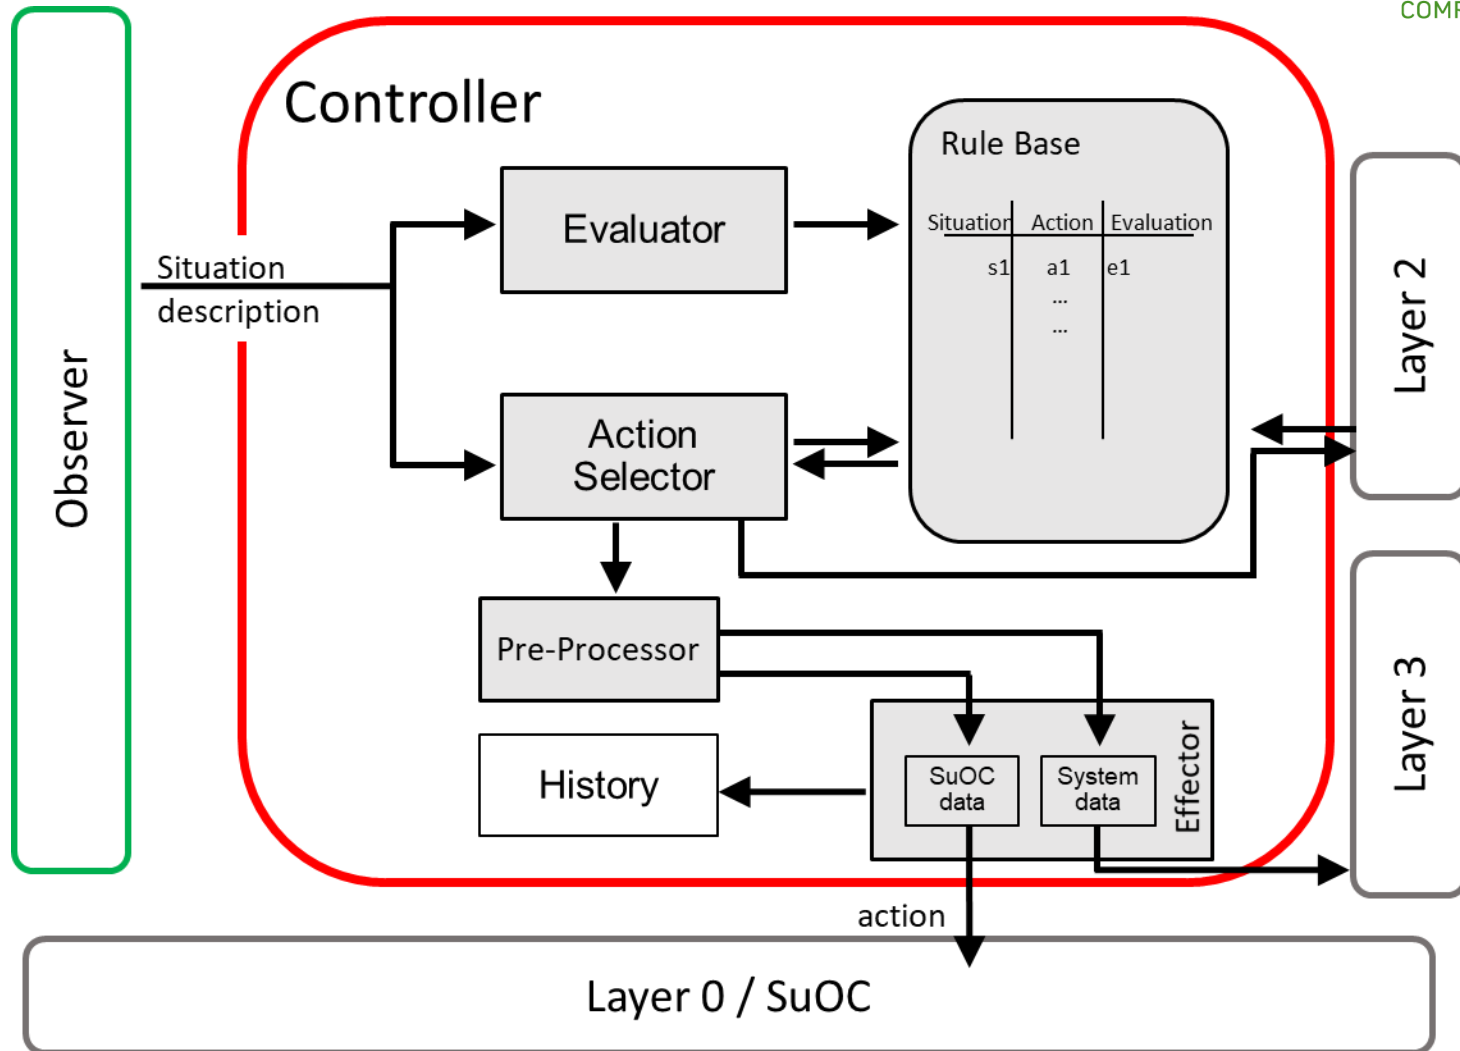 COMP
Controller
Rule Base
Situation Action Evaluation
s1 a1 e1
...
...
Evaluator
Situation
description
Observer
Action
Selector
Layer 2
Pre-Processor
Layer 3
History
SuOC
data
System
data
Effector
action
Layer 0 / SuOC